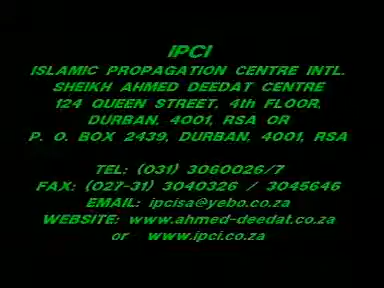 IPCI
ISLAMIC PROPAGATION CENTRE INTL.
SHEIKH AHMED DEEDAT CENTRE
124 QUEEN STREET, 4th FLOOR,
DURBAN, 4001, RSA OR
P. O. BOX 2439, DURBAN, 4001, RSA
TEL: (031) 3060026/7
FAX: (027-31) 3040326 / 3045646
EMAIL: ipcisa@yebo.co.za
WEBSITE: www.ahmed-deedat.co.za
or www.ipci.co.za